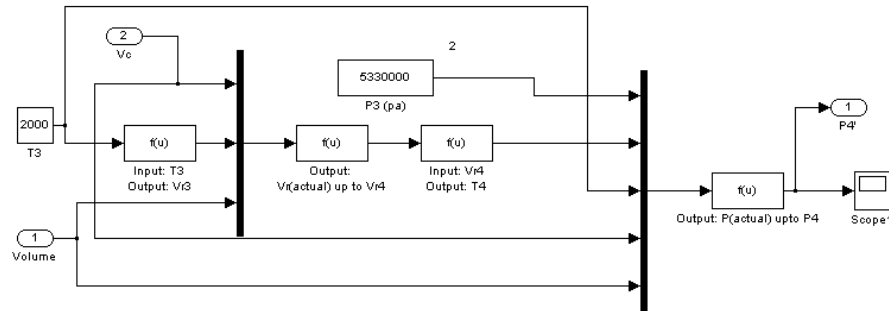 2
Vc
2
5330000
P3 (pa)
2000
T3
f(u)
Input: T3
Output: Vr3
f(u)
Output:
Vr(actual) up to Vr4
f(u)
Input: Vr4
Output: T4
1
P4'
f(u)
Output: P(actual) upto P4
Scope1
1
Volume